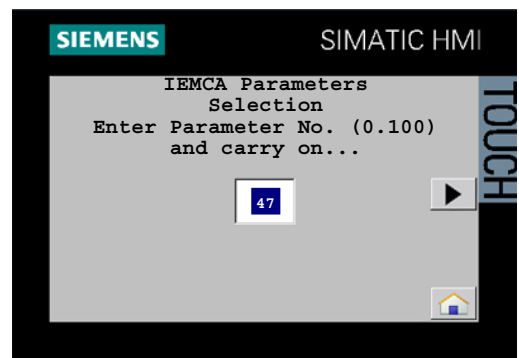 SIEMENS
SIMATIC HMI
TOUCH
IEMCA Parameters
Selection
Enter Parameter No. (0.100)
and carry on...
47